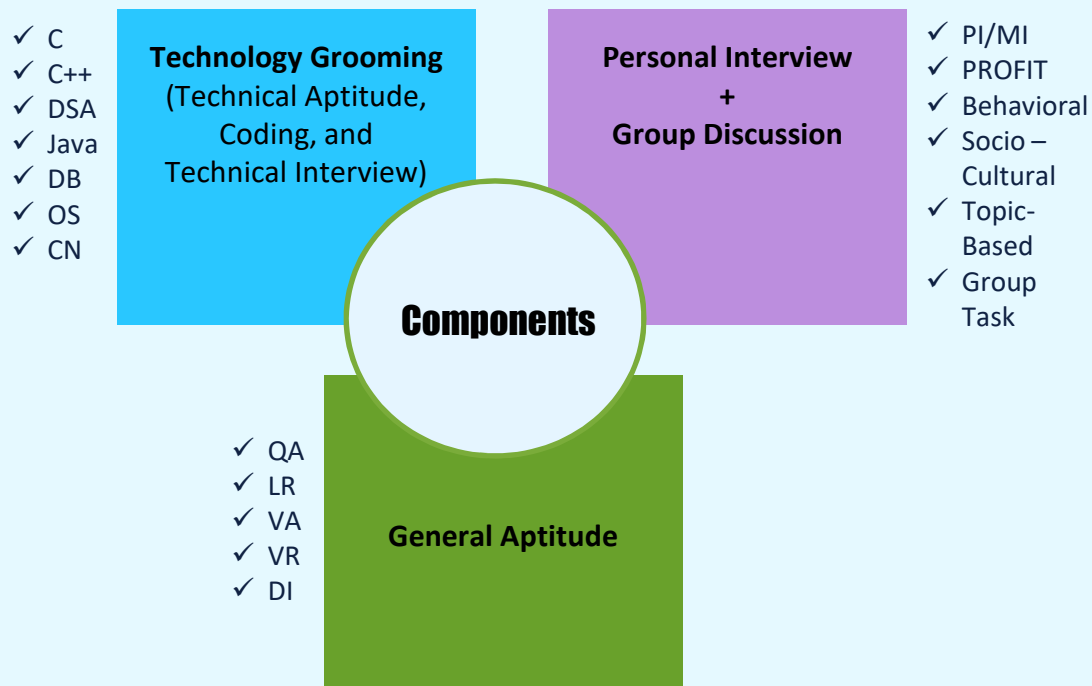 ✓ C
✓ C++
✓ DSA
✓ Java
✓ DB
✓ OS
✓ CN
Technology Grooming
(Technical Aptitude,
Coding, and
Technical Interview)
Personal Interview
+
Group Discussion
✓ PI/MI
✓ PROFIT
✓ Behavioral
✓ Socio –
Cultural
✓ Topic-
Based
✓ Group
Task
Components
✓ QA
✓ LR
✓ VA
✓ VR
✓ DI
General Aptitude